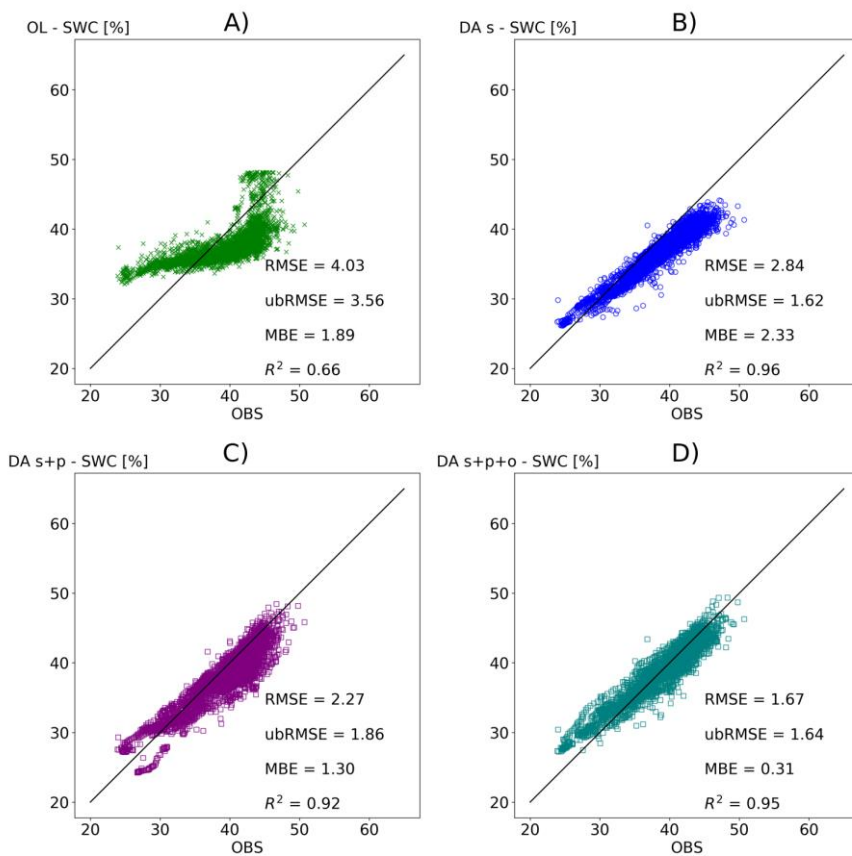 OL - SWC [%] A)
60
50
40
30
20
RMSE = 4.03
ubRMSE = 3.56
MBE = 1.89
R² = 0.66
20 30 40 50 60
OBS
DA s - SWC [%] B)
60
50
40
30
20
RMSE = 2.84
ubRMSE = 1.62
MBE = 2.33
R² = 0.96
20 30 40 50 60
OBS
DA s+p - SWC [%] C)
60
50
40
30
20
RMSE = 2.27
ubRMSE = 1.86
MBE = 1.30
R² = 0.92
20 30 40 50 60
OBS
DA s+p+o - SWC [%] D)
60
50
40
30
20
RMSE = 1.67
ubRMSE = 1.64
MBE = 0.31
R² = 0.95
20 30 40 50 60
OBS